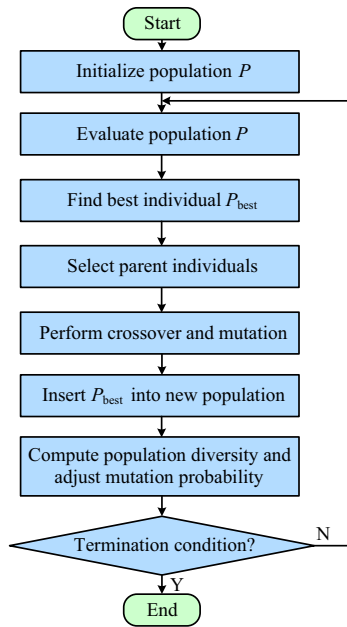 Start
Initialize population P
Evaluate population P
Find best individual Pbest
Select parent individuals
Perform crossover and mutation
Insert Pbest into new population
Compute population diversity and
adjust mutation probability
Termination condition?
N
Y
End